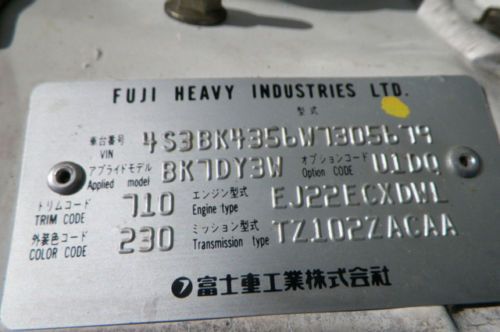 FUJI HEAVY INDUSTRIES LTD.
型式
車台番号 VIN 4S3BK4356W7305679
アプライドモデル Applied model BK7DY3W オプションコード Option CODE U1DQ
トリムコード TRIM CODE 710 エンジン型式 Engine type EJ22ECXDWL
外装色コード COLOR CODE 230 ミッション型式 Transmission type TZ102ZACAA
富士重工業株式会社